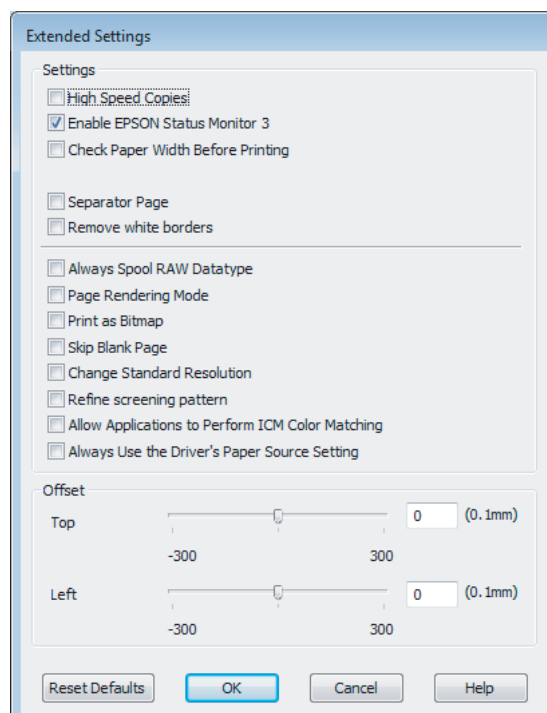 Extended Settings
Settings
High Speed Copies
Enable EPSON Status Monitor 3
Check Paper Width Before Printing
Separator Page
Remove white borders
Always Spool RAW Datatype
Page Rendering Mode
Print as Bitmap
Skip Blank Page
Change Standard Resolution
Refine screening pattern
Allow Applications to Perform ICM Color Matching
Always Use the Driver's Paper Source Setting
Offset
Top 0 (0.1mm)
-300 300
Left 0 (0.1mm)
-300 300
Reset Defaults OK Cancel Help